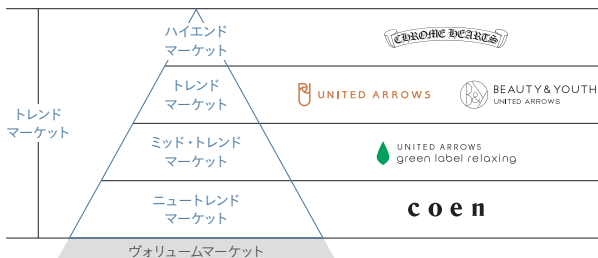 ハイエンド
マーケット
CHROME HEARTS
トレンド
マーケット
UNITED ARROWS
B&Y
BEAUTY&YOUTH
UNITED ARROWS
トレンド
マーケット
ミッド・トレンド
マーケット
UNITED ARROWS
green label relaxing
ニュートレンド
マーケット
coen
ヴォリュームマーケット